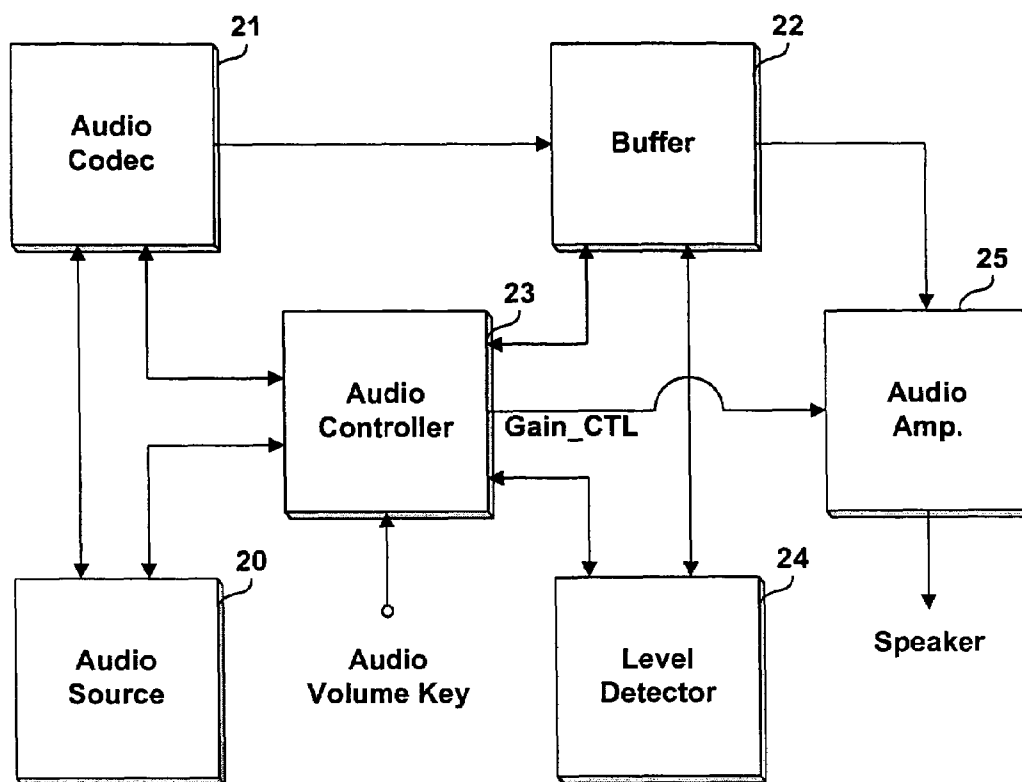 21
22
Audio
Codec
Buffer
23
25
Audio
Controller
Gain_CTL
Audio
Amp.
20
24
Audio
Source
Audio
Volume Key
Level
Detector
Speaker